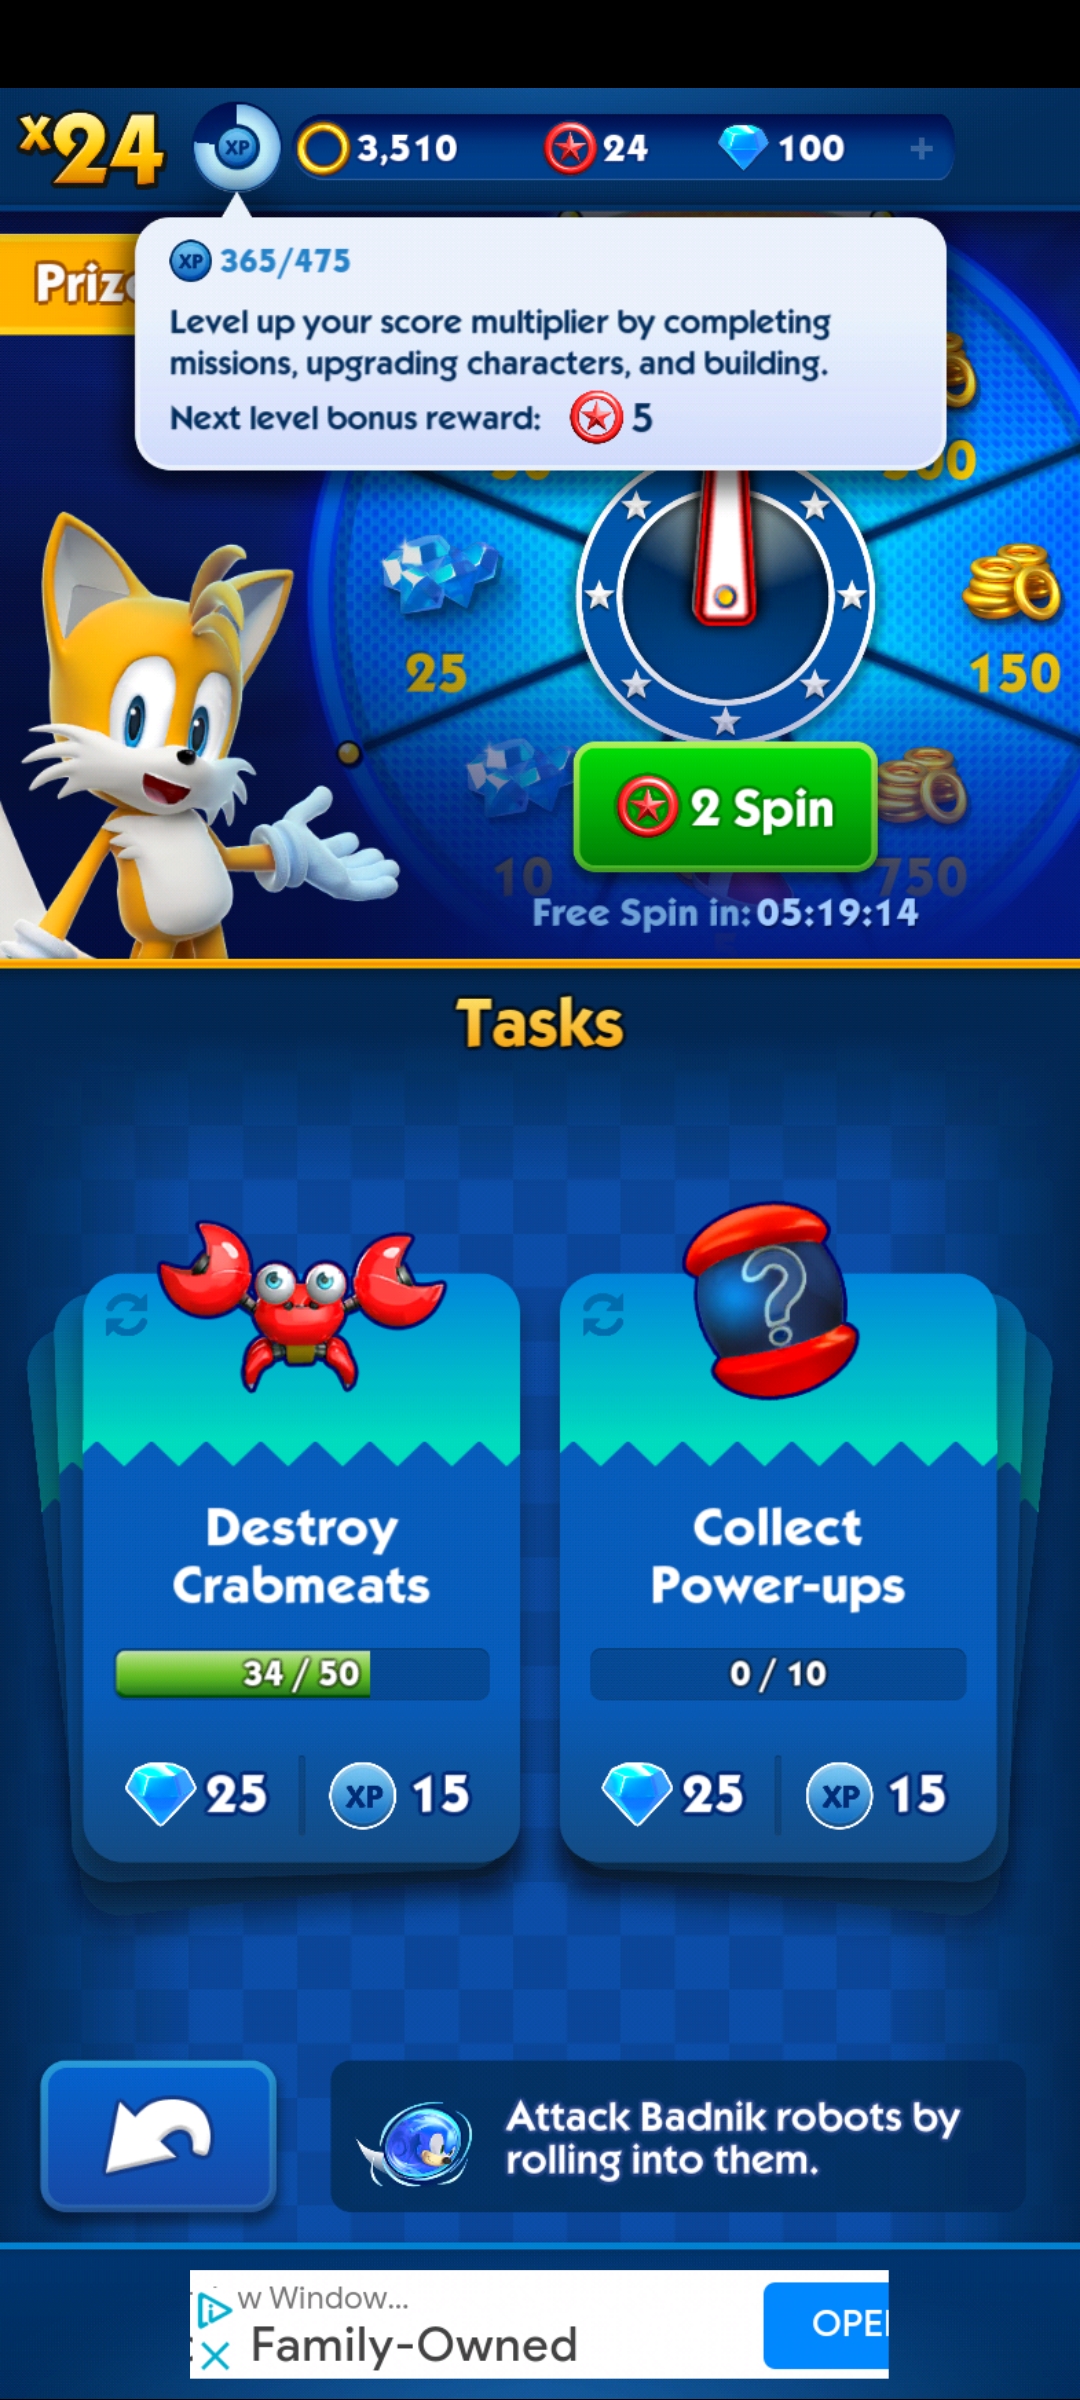 x24
XP
3,510
24
100
+
XP 365/475
Level up your score multiplier by completing
missions, upgrading characters, and building.
Next level bonus reward: 5
25
150
2 Spin
10
750
Free Spin in: 05:19:14
Tasks
Destroy
Crabmeats
34 / 50
25
XP 15
?
Collect
Power-ups
0 / 10
25
XP 15
Attack Badnik robots by
rolling into them.
w Window...
Family-Owned